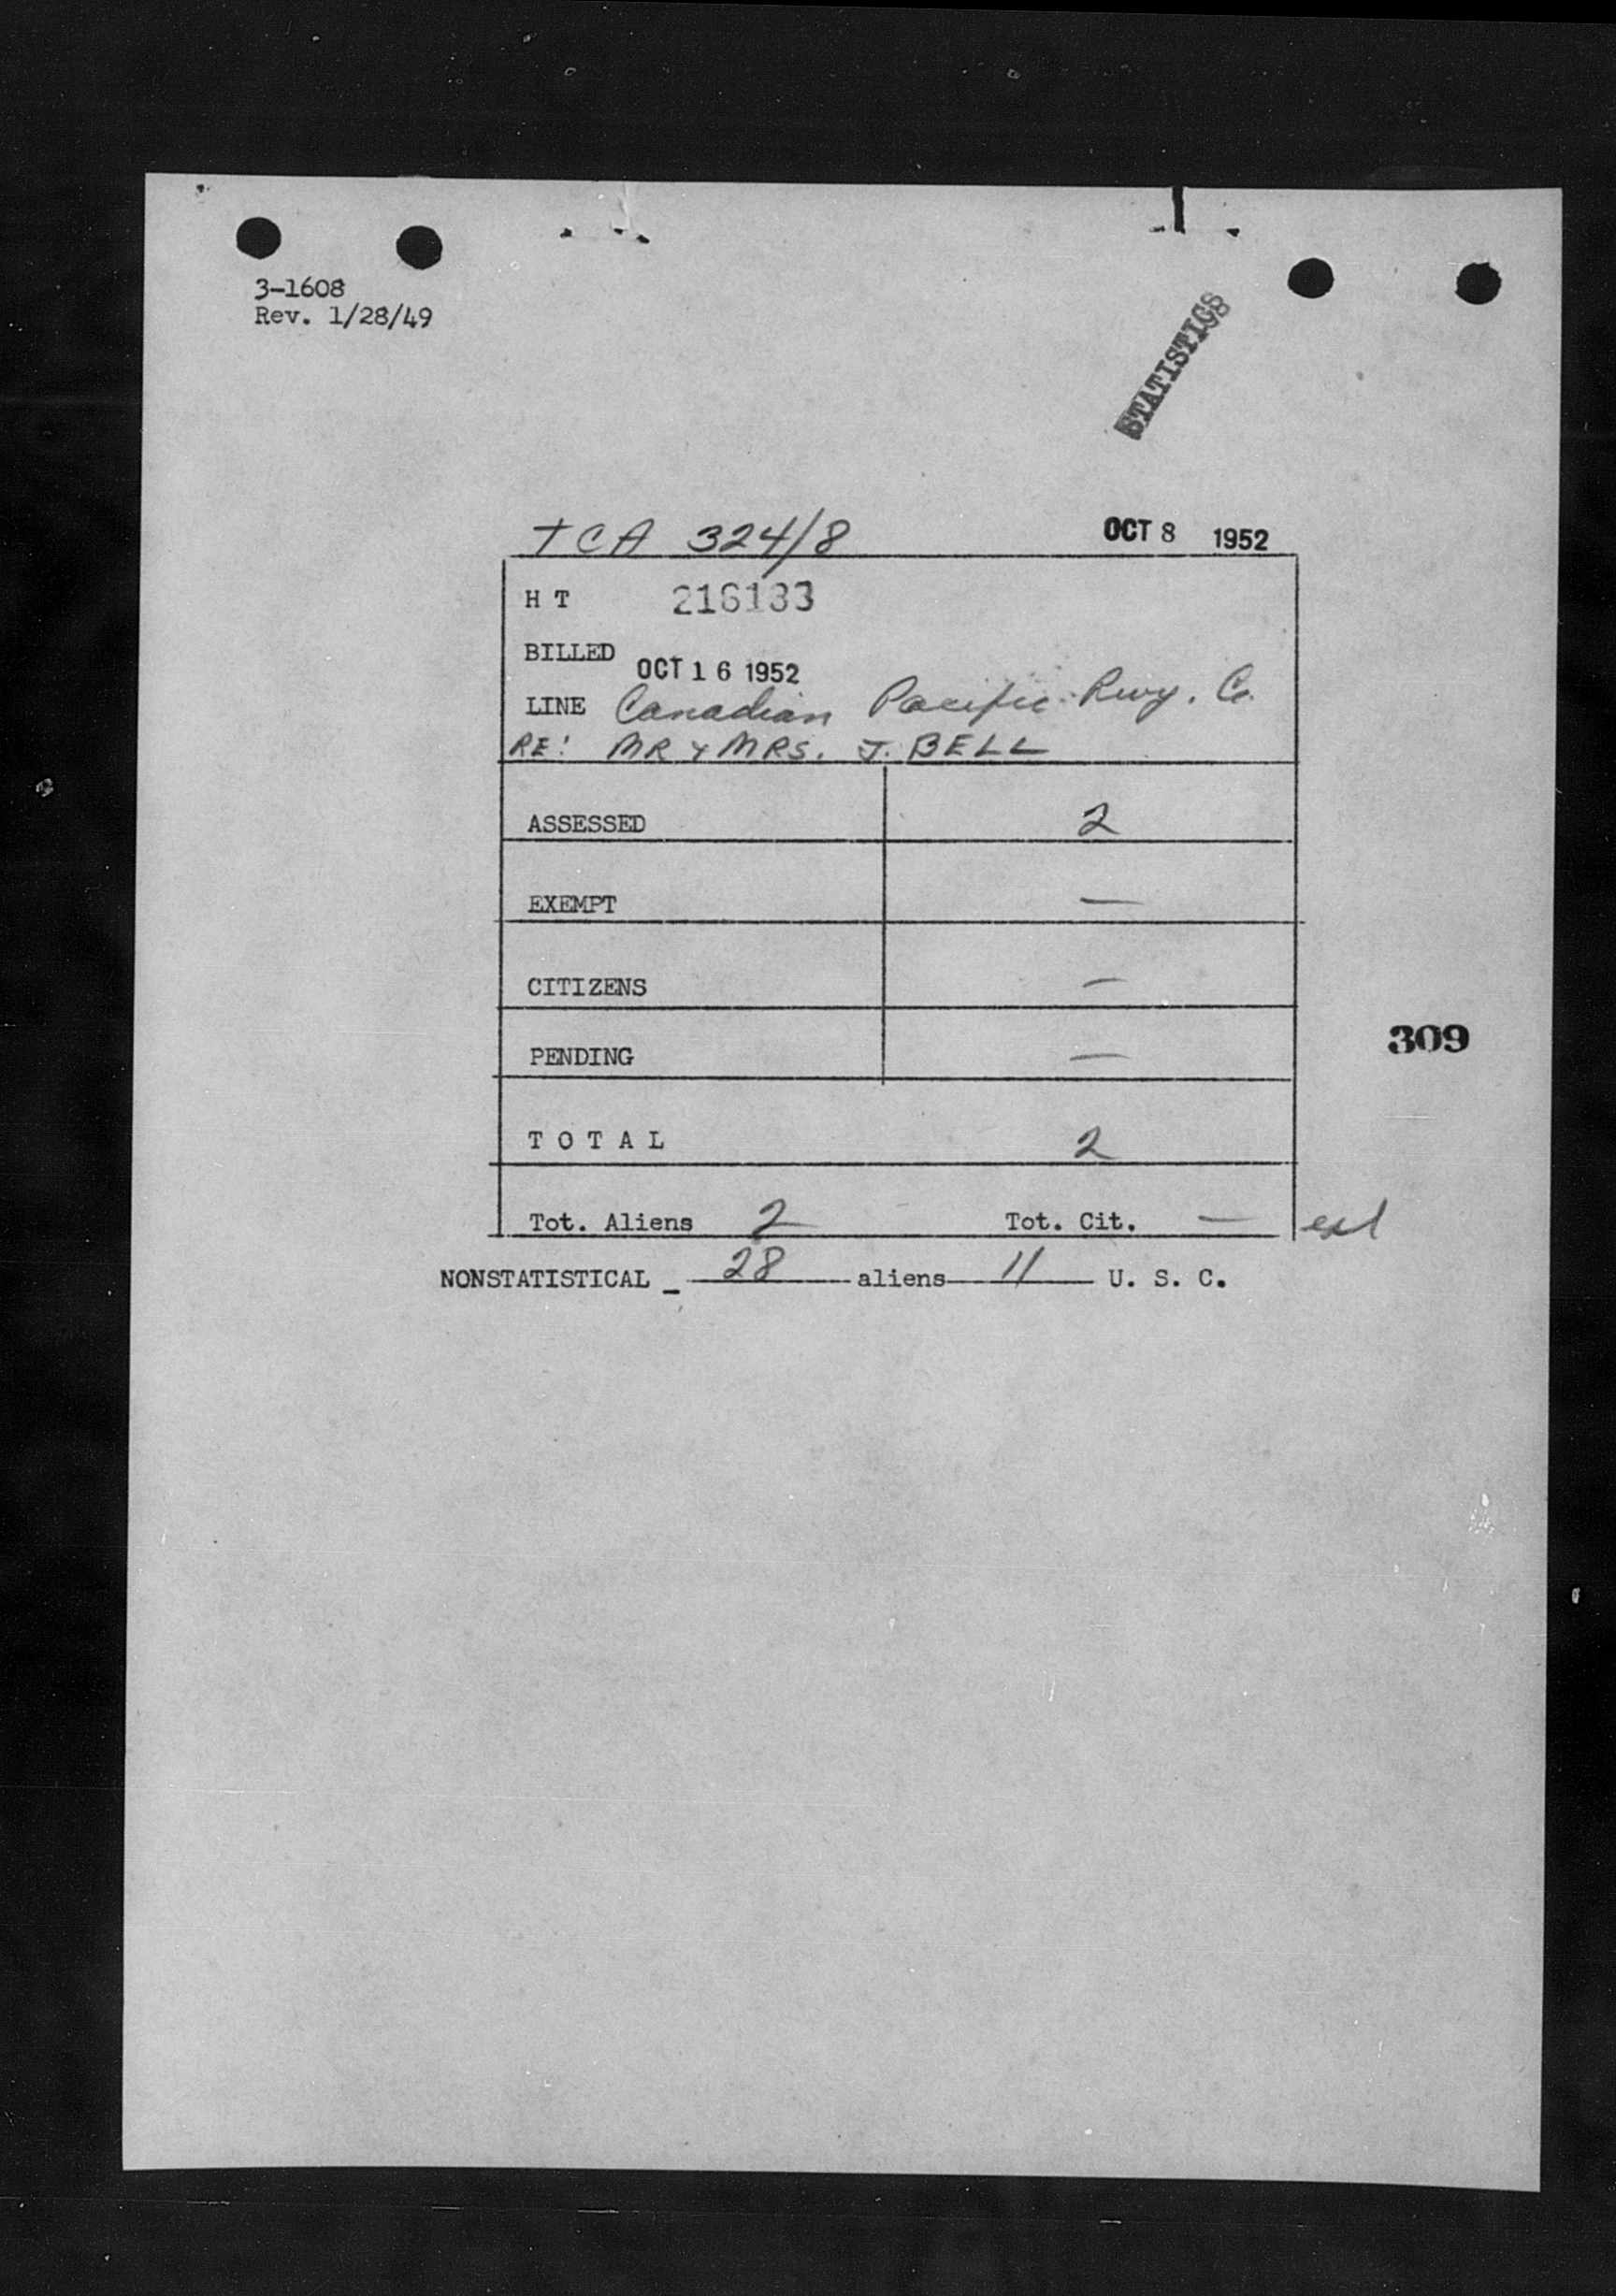 3-1608
Rev. 1/28/49
STATISTICS
TCA 324/8 OCT 8 1952
H T 216133
BILLED OCT 16 1952
LINE Canadian Pacific Rwy. Co.
RE: MR & MRS. J. BELL
ASSESSED 2
EXEMPT —
CITIZENS —
309
PENDING —
T O T A L 2
Tot. Aliens 2 Tot. Cit. —
NONSTATISTICAL 28 aliens 11 U. S. C.